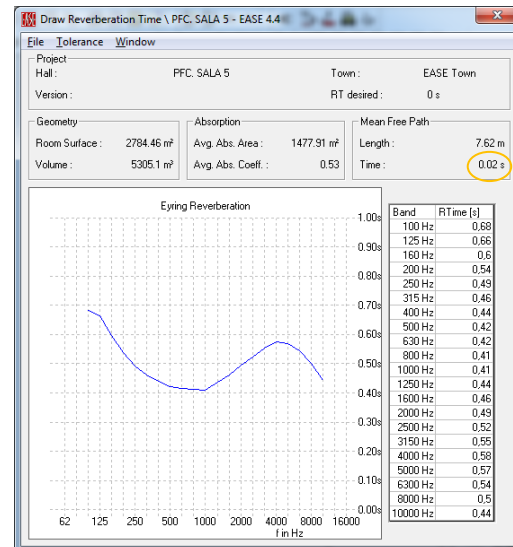 Draw Reverberation Time \ PFC. SALA 5 - EASE 4.4
File Tolerance Window
Project
Hall : PFC. SALA 5 Town : EASE Town
Version : RT desired : 0 s
Geometry Absorption Mean Free Path
Room Surface : 2784.46 m² Avg. Abs. Area : 1477.91 m² Length : 7.62 m
Volume : 5305.1 m³ Avg. Abs. Coeff. : 0.53 Time : 0.02 s
Eyring Reverberation
1.00s
0.90s
0.80s
0.70s
0.60s
0.50s
0.40s
0.30s
0.20s
0.10s
0.00s
62 125 250 500 1000 2000 4000 8000 16000
f in Hz
Band RTime [s]
100 Hz 0,68
125 Hz 0,66
160 Hz 0,6
200 Hz 0,54
250 Hz 0,49
315 Hz 0,46
400 Hz 0,44
500 Hz 0,42
630 Hz 0,42
800 Hz 0,41
1000 Hz 0,41
1250 Hz 0,44
1600 Hz 0,46
2000 Hz 0,49
2500 Hz 0,52
3150 Hz 0,55
4000 Hz 0,58
5000 Hz 0,57
6300 Hz 0,54
8000 Hz 0,5
10000 Hz 0,44